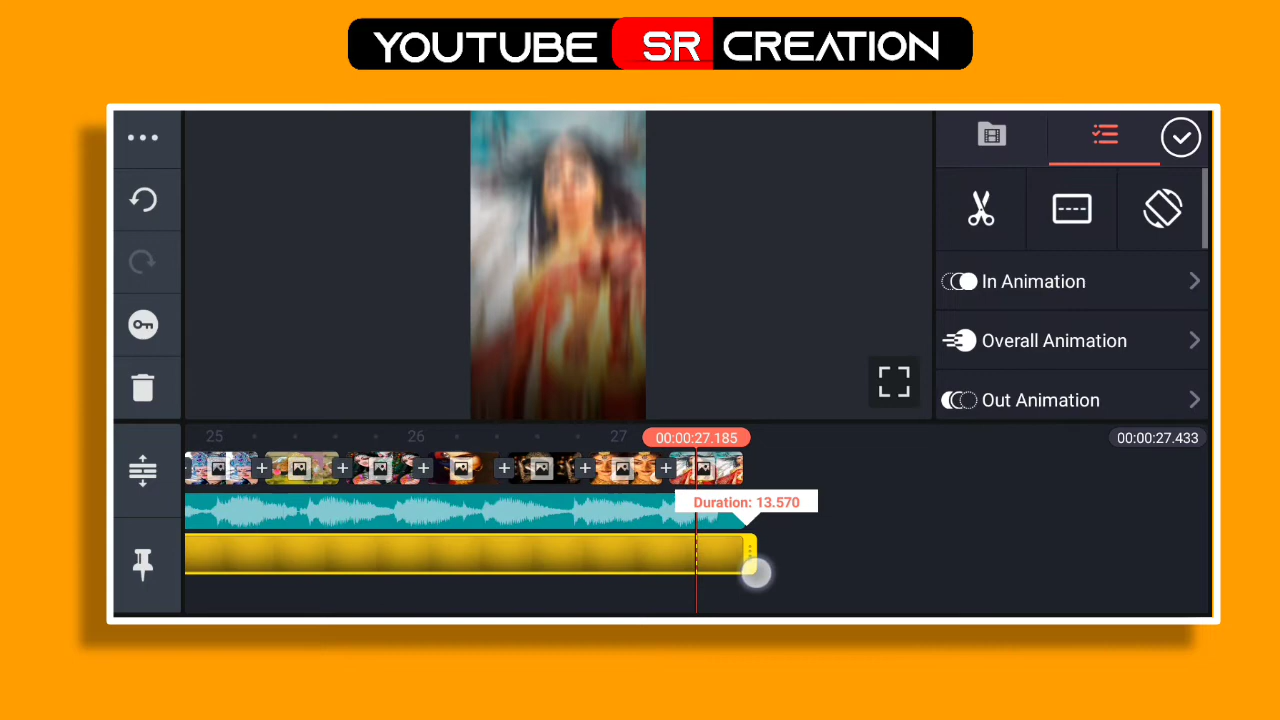 YOUTUBE SR CREATION
In Animation
Overall Animation
Out Animation
25
26
27
00:00:27.185
00:00:27.433
Duration: 13.570